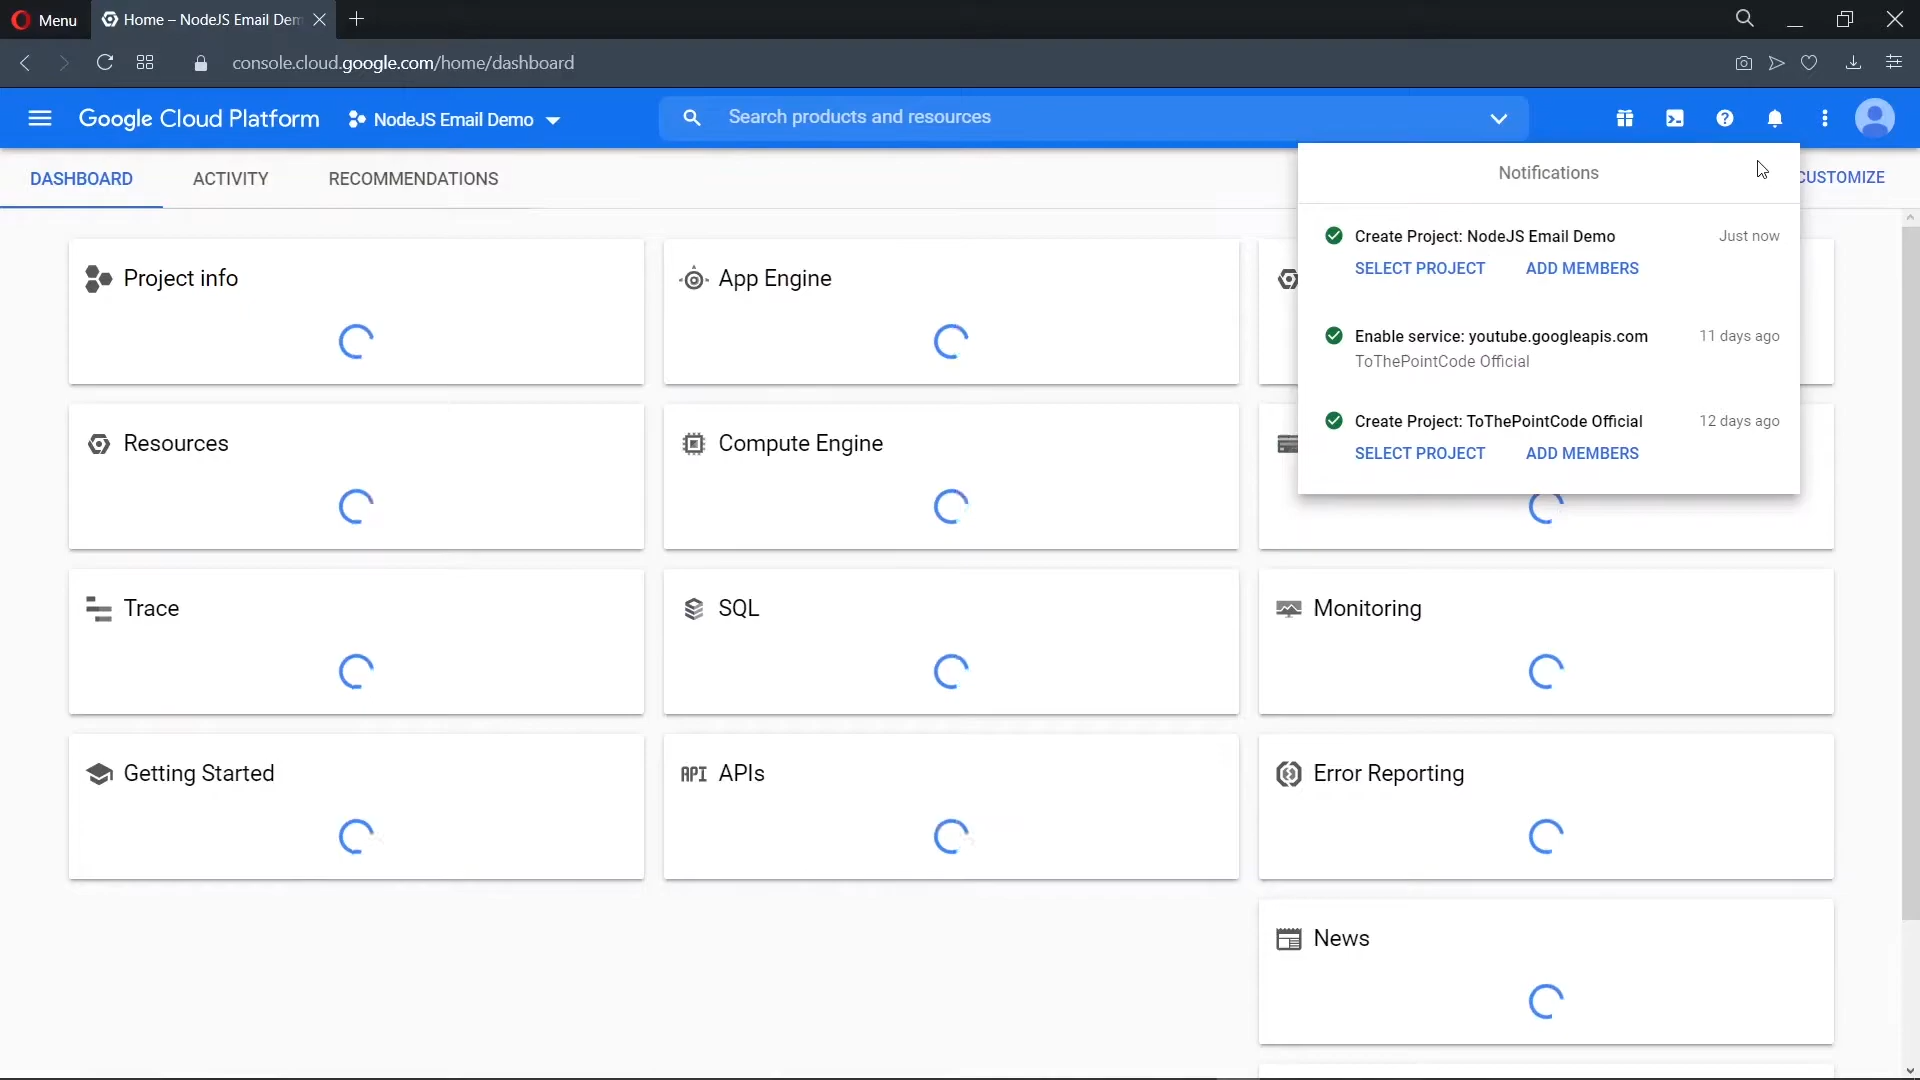 Menu
Home – NodeJS Email Dem
console.cloud.google.com/home/dashboard
Google Cloud Platform
NodeJS Email Demo
Search products and resources
DASHBOARD
ACTIVITY
RECOMMENDATIONS
CUSTOMIZE
Notifications
Create Project: NodeJS Email Demo
Just now
SELECT PROJECT
ADD MEMBERS
Enable service: youtube.googleapis.com
11 days ago
ToThePointCode Official
Create Project: ToThePointCode Official
12 days ago
SELECT PROJECT
ADD MEMBERS
Project info
App Engine
Resources
Compute Engine
Trace
SQL
Monitoring
Getting Started
API APIs
Error Reporting
News